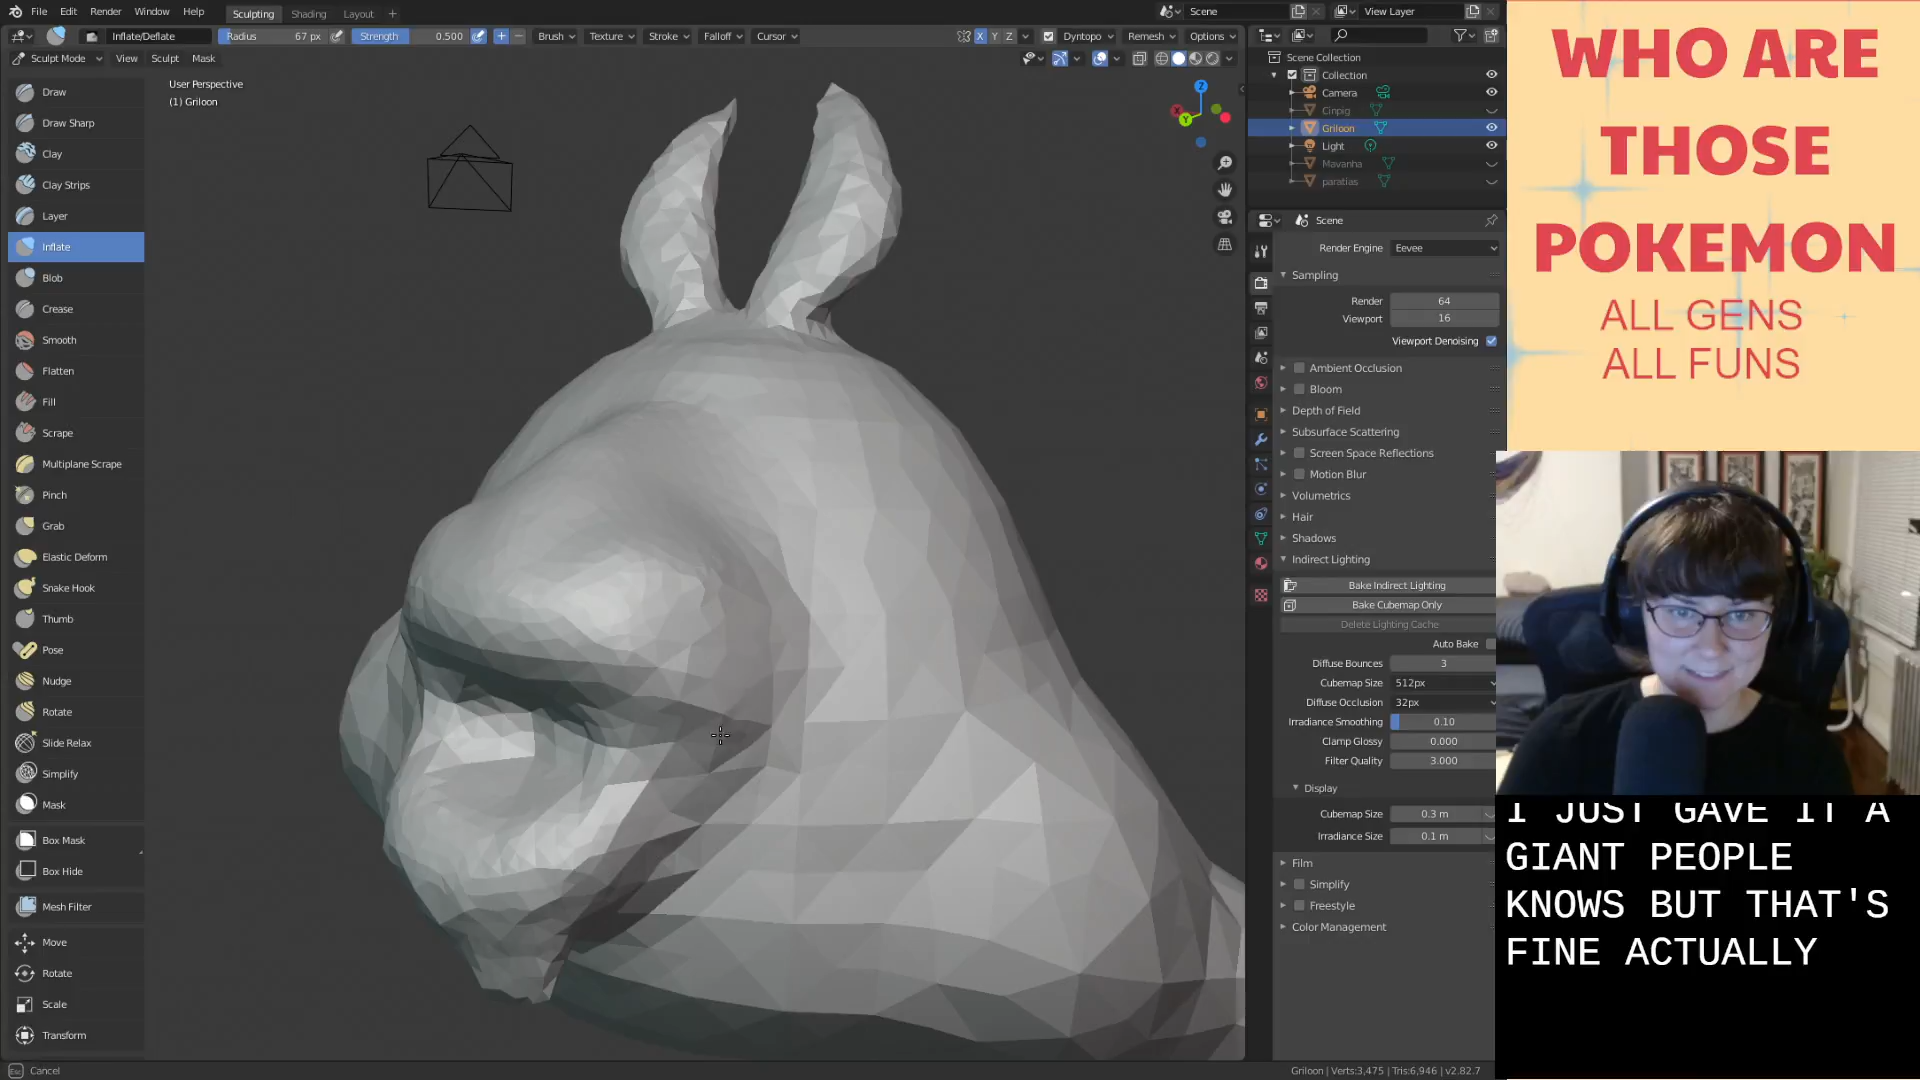 File Edit Render Window Help Sculpting Shading Layout + Scene View Layer
Inflate/Deflate Radius 67 px Strength 0.500 + − Brush Texture Stroke Falloff Cursor X Y Z Dyntopo Remesh Options
Sculpt Mode View Sculpt Mask
User Perspective
(1) Griloon
Draw
Draw Sharp
Clay
Clay Strips
Layer
Inflate
Blob
Crease
Smooth
Flatten
Fill
Scrape
Multiplane Scrape
Pinch
Grab
Elastic Deform
Snake Hook
Thumb
Pose
Nudge
Rotate
Slide Relax
Simplify
Mask
Box Mask
Box Hide
Mesh Filter
Move
Rotate
Scale
Transform
Z
Y
Scene Collection
Collection
Camera
Cinpig
Griloon
Light
Mavanha
paratias
Scene
Render Engine Eevee
Sampling
Render 64
Viewport 16
Viewport Denoising
Ambient Occlusion
Bloom
Depth of Field
Subsurface Scattering
Screen Space Reflections
Motion Blur
Volumetrics
Hair
Shadows
Indirect Lighting
Bake Indirect Lighting
Bake Cubemap Only
Delete Lighting Cache
Auto Bake
Diffuse Bounces 3
Cubemap Size 512px
Diffuse Occlusion 32px
Irradiance Smoothing 0.10
Clamp Glossy 0.000
Filter Quality 3.000
Display
Cubemap Size 0.3 m
Irradiance Size 0.1 m
Film
Simplify
Freestyle
Color Management
WHO ARE
THOSE
POKEMON
ALL GENS
ALL FUNS
I JUST GAVE IT A
GIANT PEOPLE
KNOWS BUT THAT'S
FINE ACTUALLY
Esc Cancel
Griloon | Verts:3,475 | Tris:6,946 | v2.82.7